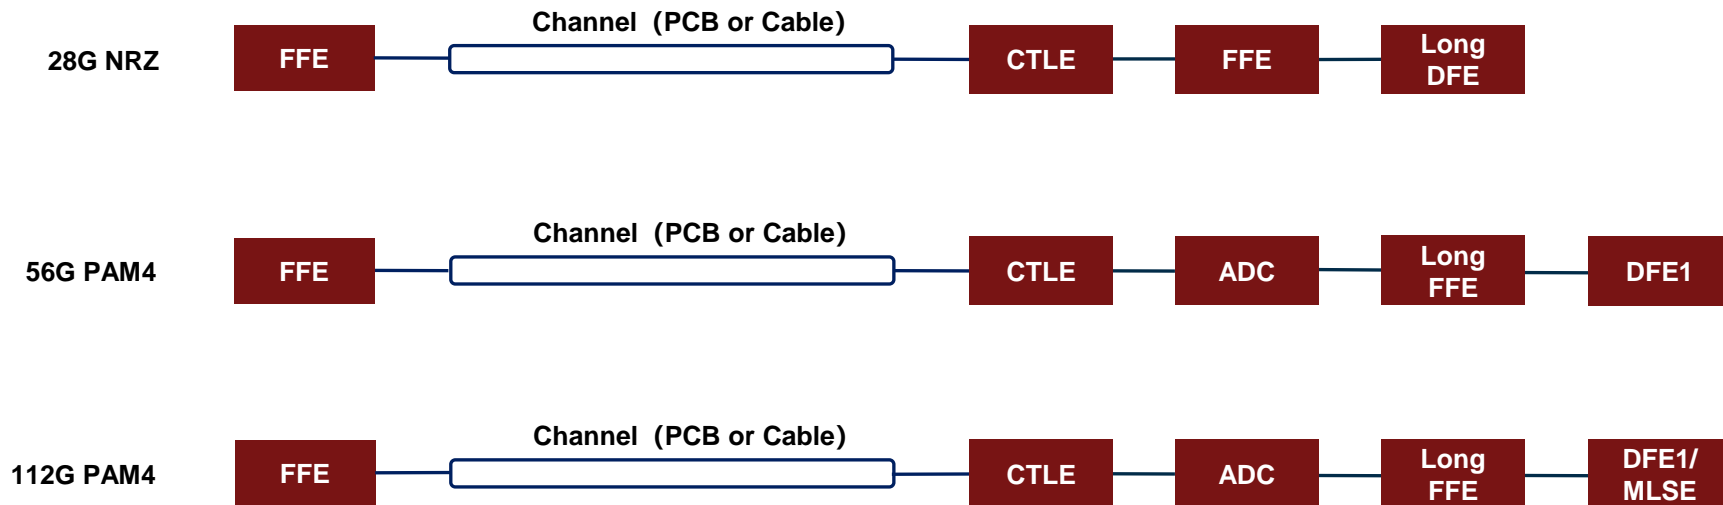 Channel (PCB or Cable)
28G NRZ FFE CTLE FFE Long
DFE
Channel (PCB or Cable)
56G PAM4 FFE CTLE ADC Long
FFE DFE1
Channel (PCB or Cable)
112G PAM4 FFE CTLE ADC Long
FFE DFE1/
MLSE